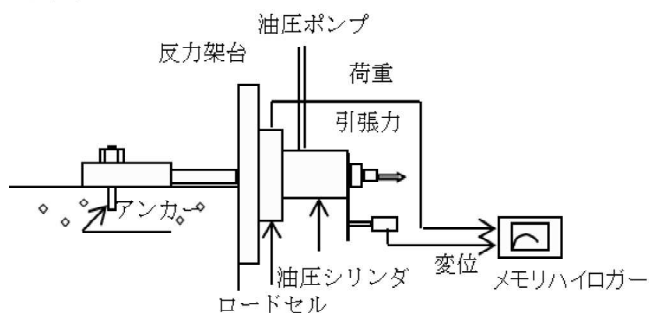 油圧ポンプ
反力架台
荷重
引張力
アンカー
変位
油圧シリンダ
メモリハイロガー
ロードセル